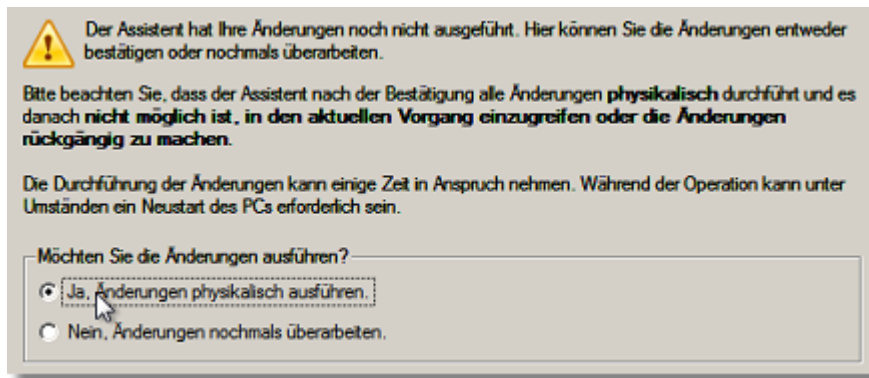 Der Assistent hat Ihre Änderungen noch nicht ausgeführt. Hier können Sie die Änderungen entweder
bestätigen oder nochmals überarbeiten.
Bitte beachten Sie, dass der Assistent nach der Bestätigung alle Änderungen physikalisch durchführt und es
danach nicht möglich ist, in den aktuellen Vorgang einzugreifen oder die Änderungen
rückgängig zu machen.
Die Durchführung der Änderungen kann einige Zeit in Anspruch nehmen. Während der Operation kann unter
Umständen ein Neustart des PCs erforderlich sein.
Möchten Sie die Änderungen ausführen?
Ja, Änderungen physikalisch ausführen.
Nein, Änderungen nochmals überarbeiten.